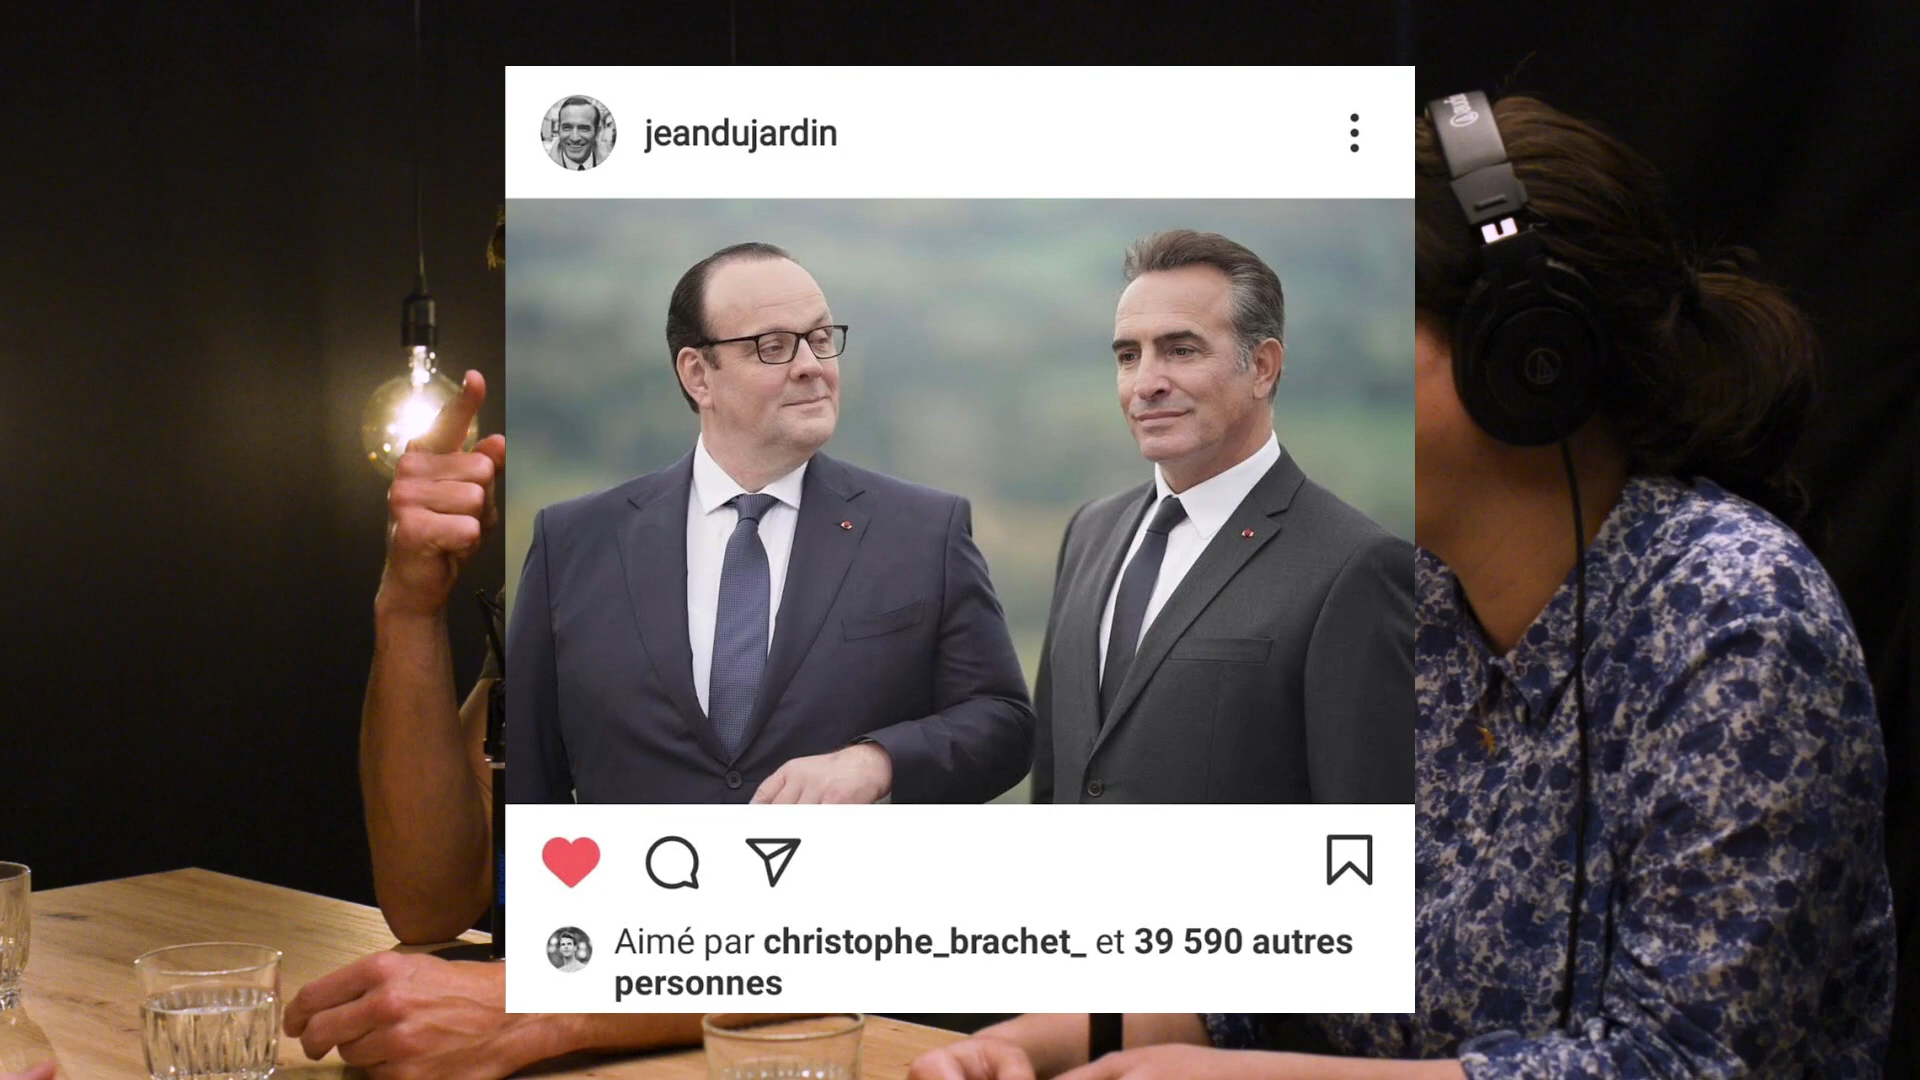 jeandujardin
Aimé par christophe_brachet_ et 39 590 autres
personnes